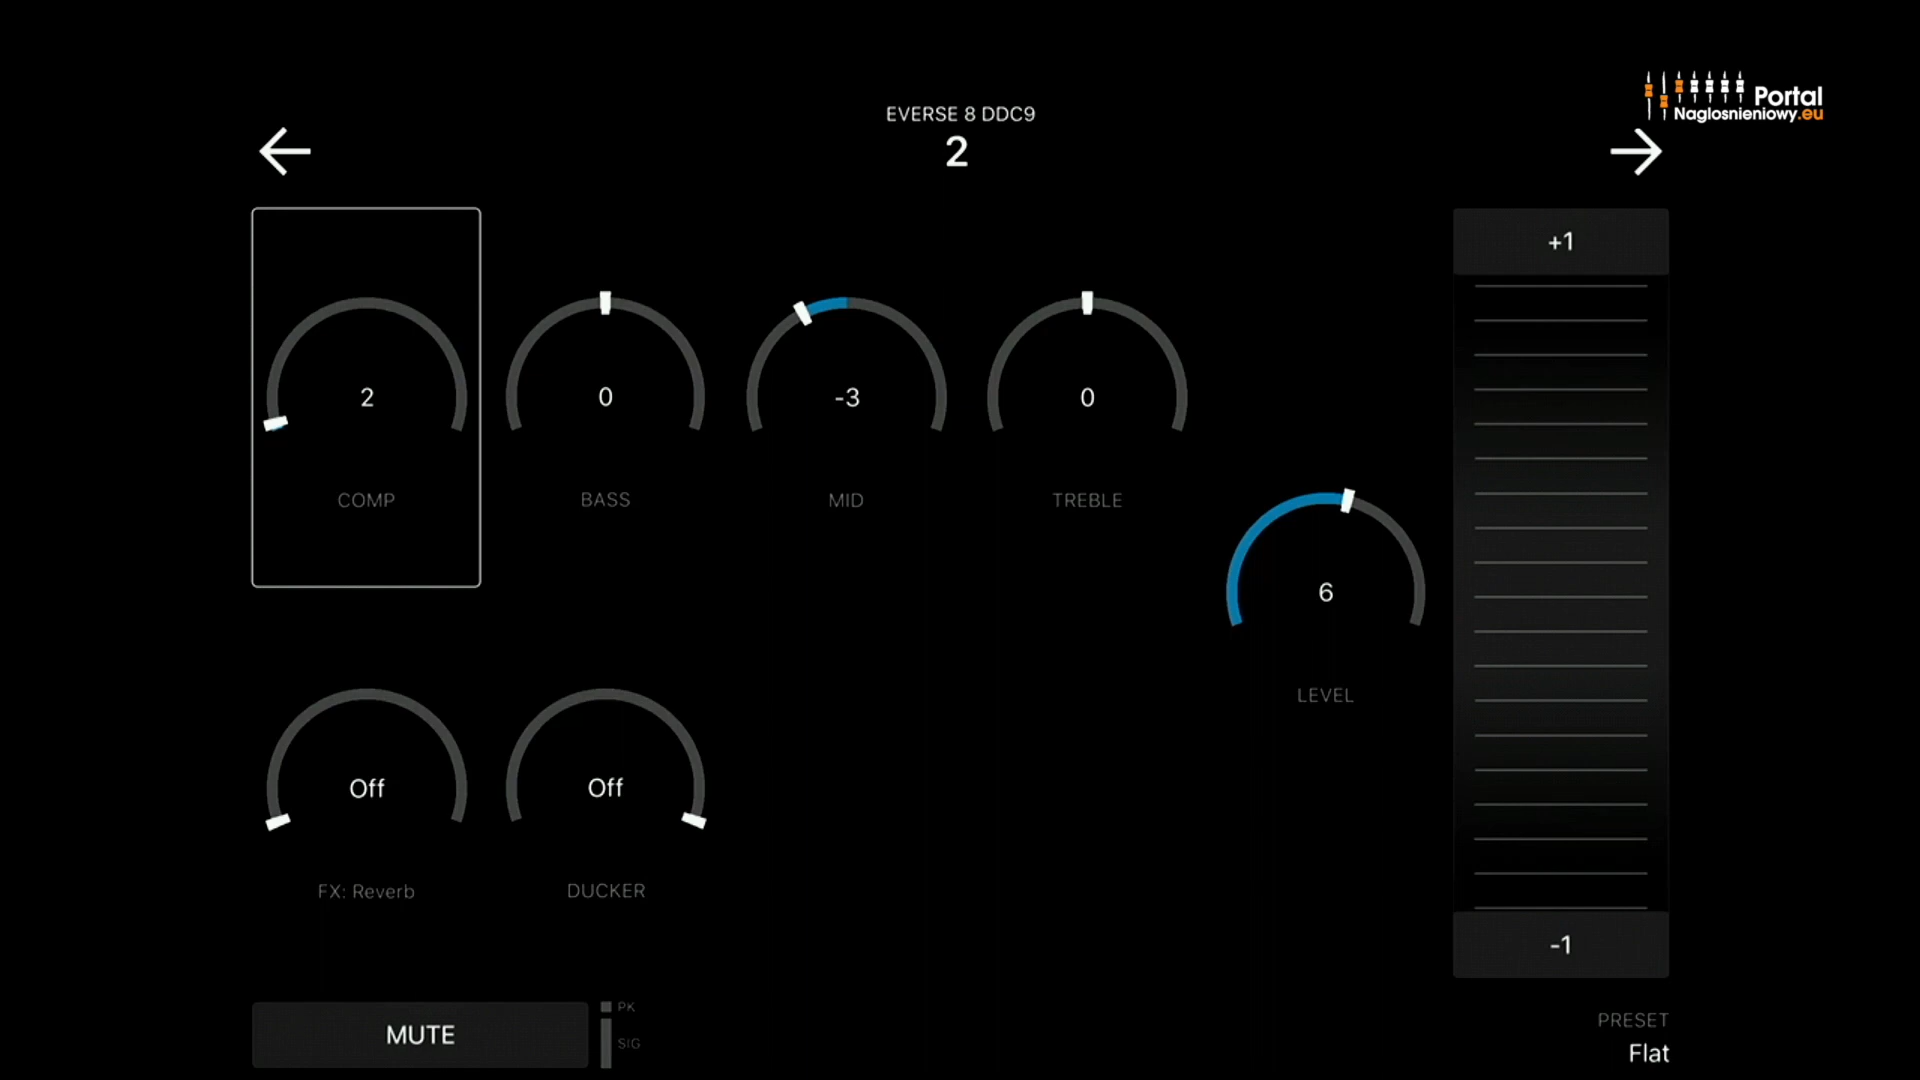 Portal
Naglosnieniowy.eu
EVERSE 8 DDC9
2
+1
2
0
-3
0
COMP
BASS
MID
TREBLE
6
LEVEL
Off
Off
FX: Reverb
DUCKER
-1
MUTE
PK
SIG
PRESET
Flat